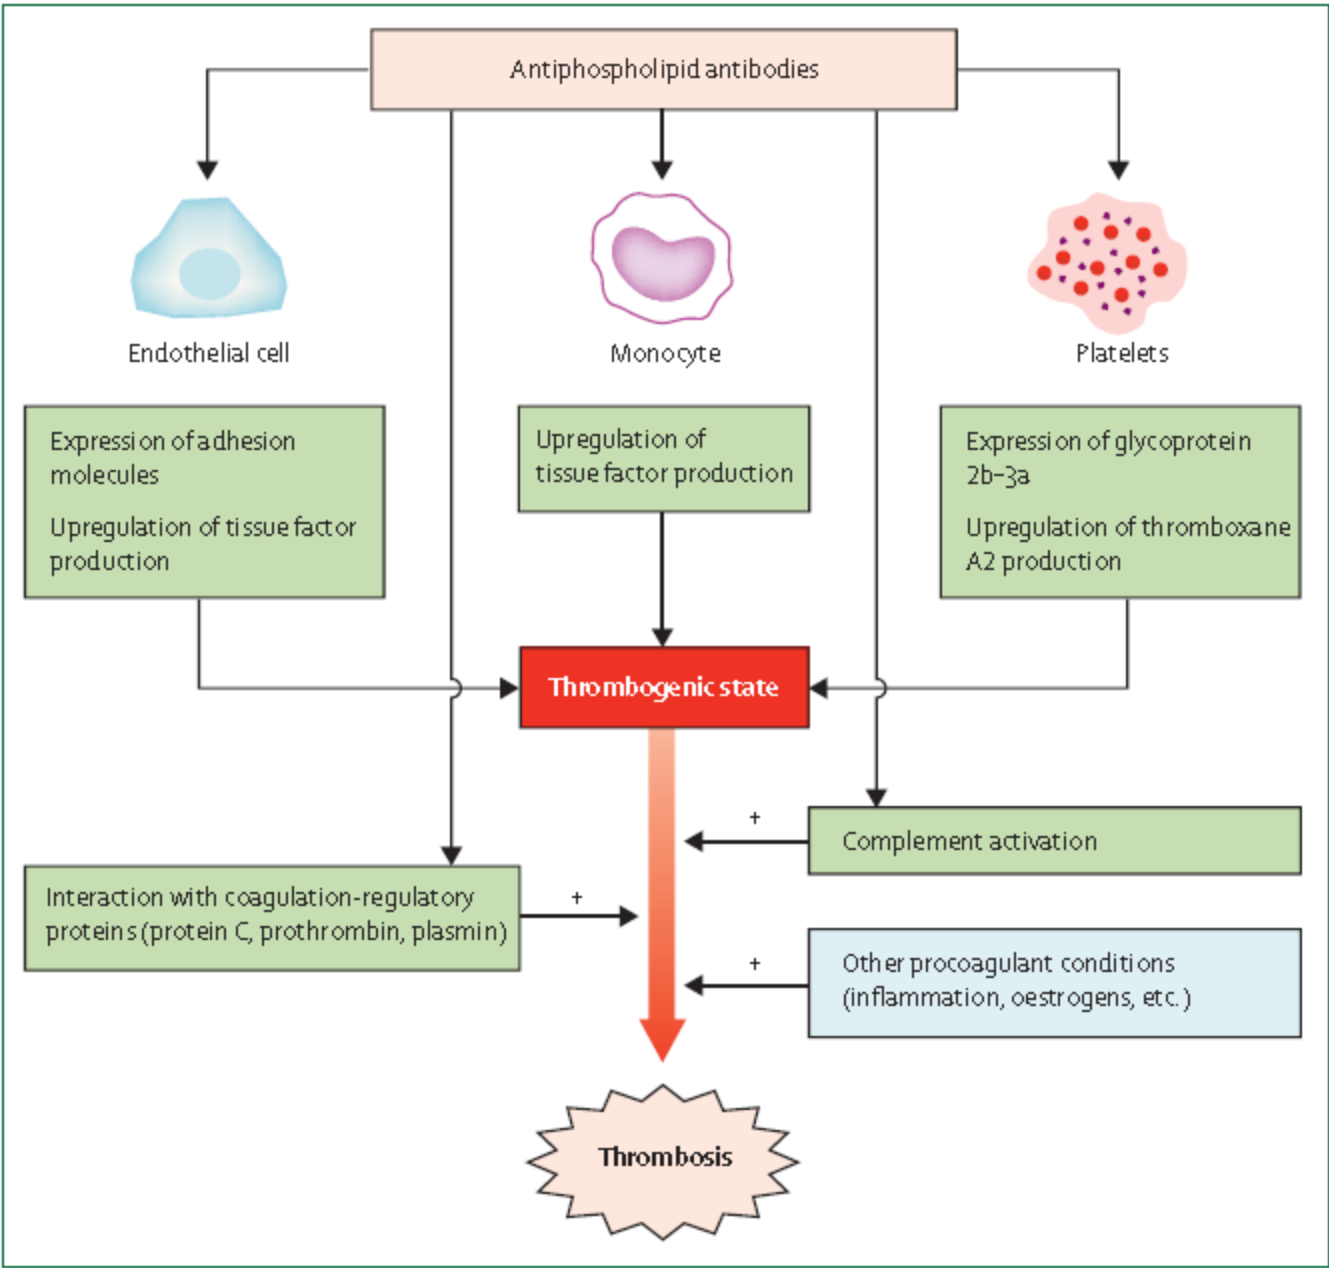 Antiphospholipid antibodies
Endothelial cell
Monocyte
Platelets
Expression of adhesion
molecules
Upregulation of tissue factor
production
Upregulation of
tissue factor production
Expression of glycoprotein
2b–3a
Upregulation of thromboxane
A2 production
Thrombogenic state
+
Complement activation
Interaction with coagulation-regulatory
proteins (protein C, prothrombin, plasmin)
+
+
Other procoagulant conditions
(inflammation, oestrogens, etc.)
Thrombosis